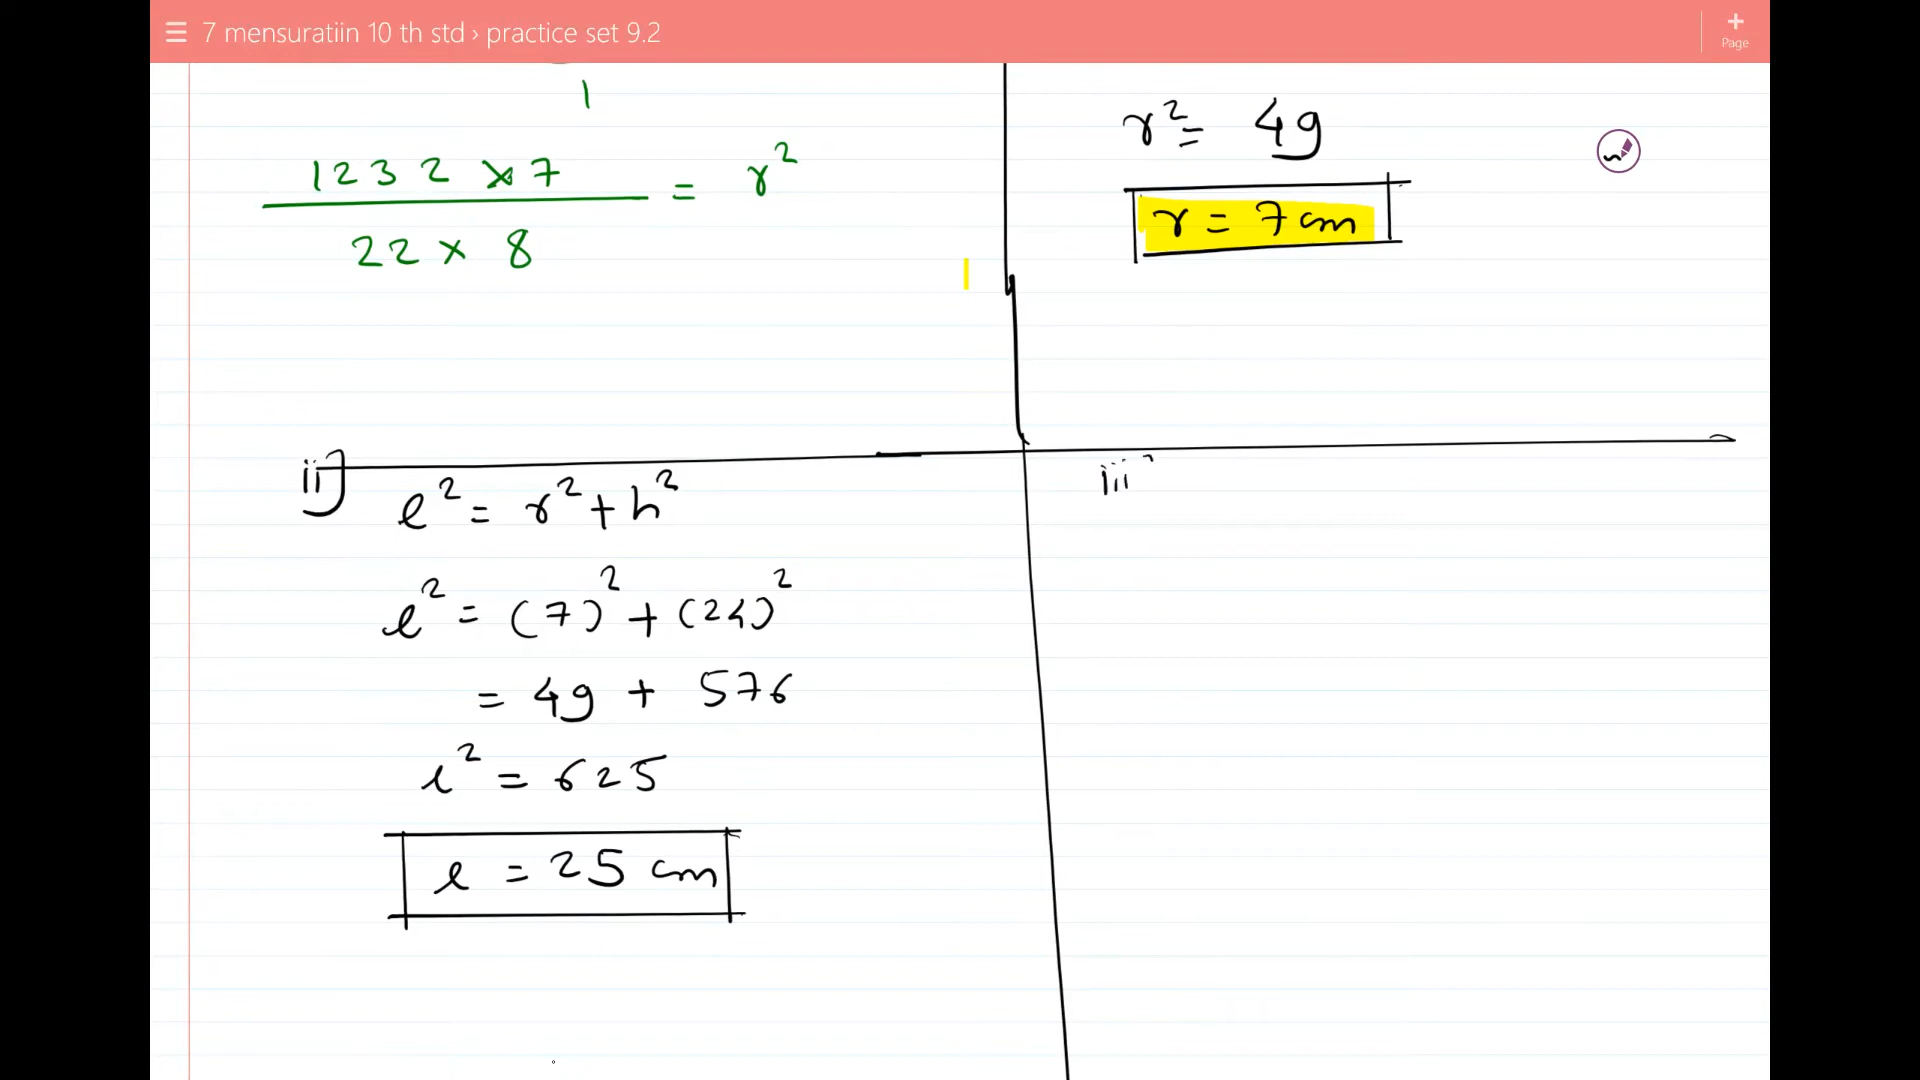 7 mensuratiin 10 th std › practice set 9.2
Page
1
1232 × 7 / 22 × 8 = r²
r² = 49
r = 7 cm
ii)
l² = r² + h²
l² = (7)² + (24)²
= 49 + 576
l² = 625
l = 25 cm
iii